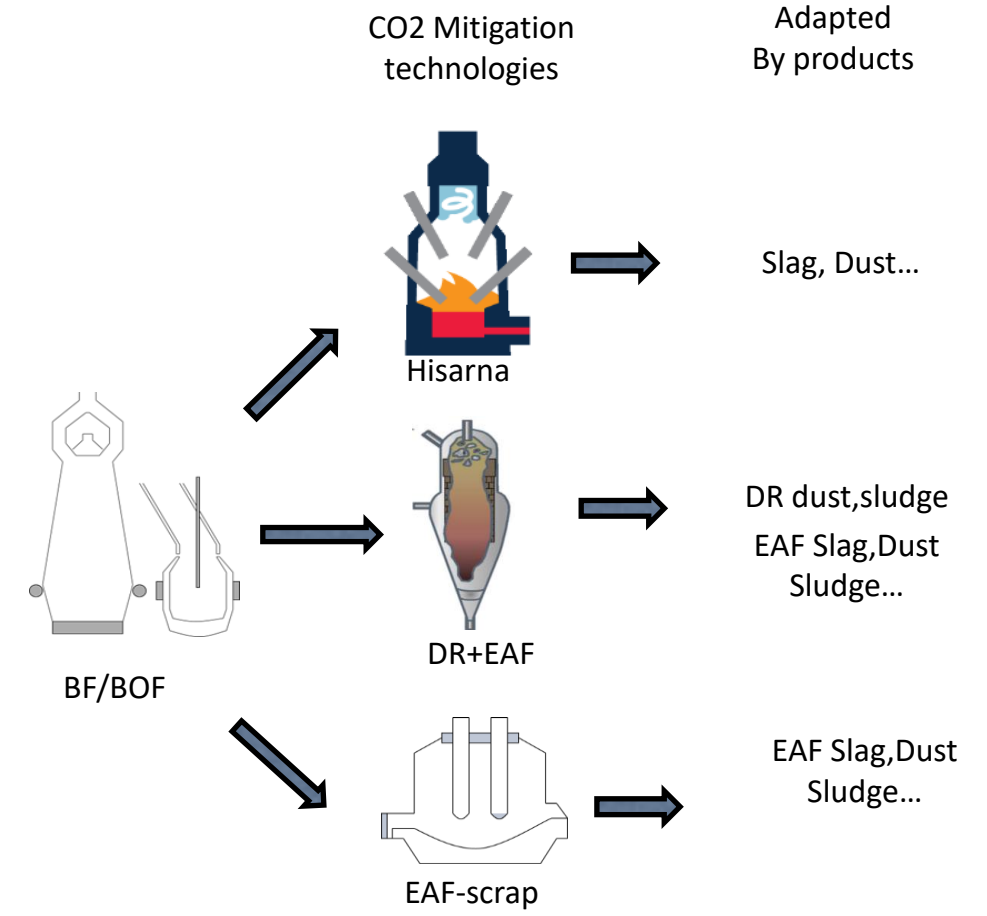 CO2 Mitigation
technologies
Adapted
By products
Slag, Dust...
Hisarna
DR dust,sludge
EAF Slag,Dust
Sludge...
DR+EAF
BF/BOF
EAF Slag,Dust
Sludge...
EAF-scrap